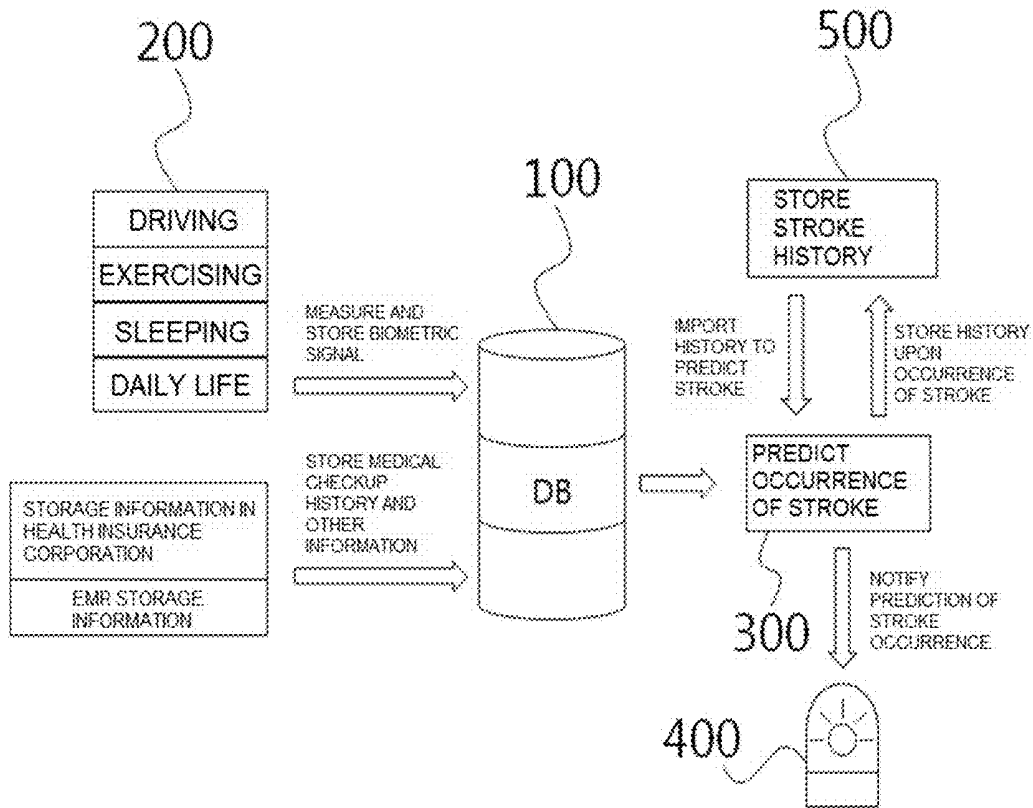 200
DRIVING
EXERCISING
SLEEPING
DAILY LIFE
MEASURE AND
STORE BIOMETRIC
SIGNAL
STORAGE INFORMATION IN
HEALTH INSURANCE
CORPORATION
EMR STORAGE
INFORMATION
STORE MEDICAL
CHECKUP
HISTORY AND
OTHER
INFORMATION
100
DB
500
STORE
STROKE
HISTORY
IMPORT
HISTORY TO
PREDICT
STROKE
STORE HISTORY
UPON
OCCURRENCE
OF STROKE
PREDICT
OCCURRENCE
OF STROKE
300
NOTIFY
PREDICTION OF
STROKE
OCCURRENCE.
400